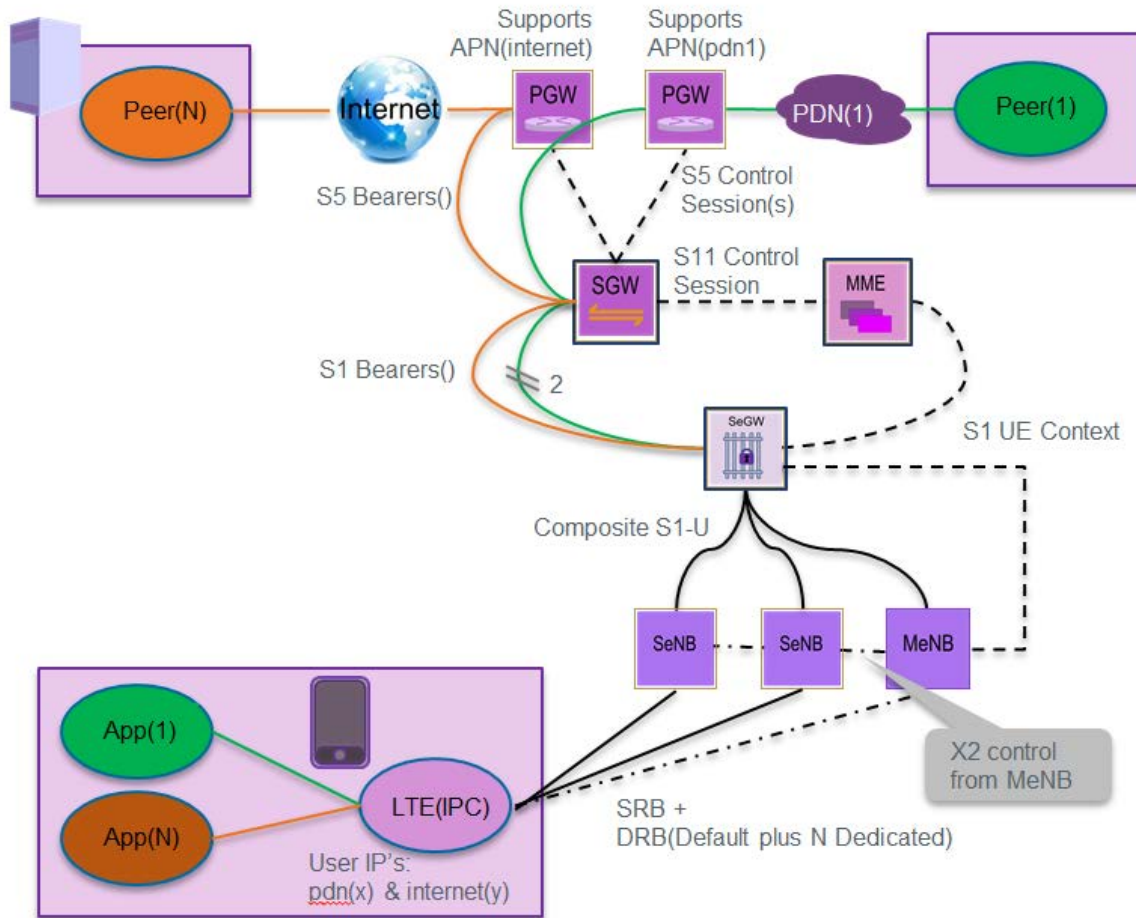 Supports
APN(internet)
Supports
APN(pdn1)
Peer(N)
Internet
PGW
PGW
PDN(1)
Peer(1)
S5 Bearers()
S5 Control
Session(s)
SGW
S11 Control
Session
MME
S1 Bearers()
2
SeGW
S1 UE Context
Composite S1-U
SeNB
SeNB
MeNB
App(1)
LTE(IPC)
App(N)
User IP's:
pdn(x) & internet(y)
SRB +
DRB(Default plus N Dedicated)
X2 control
from MeNB